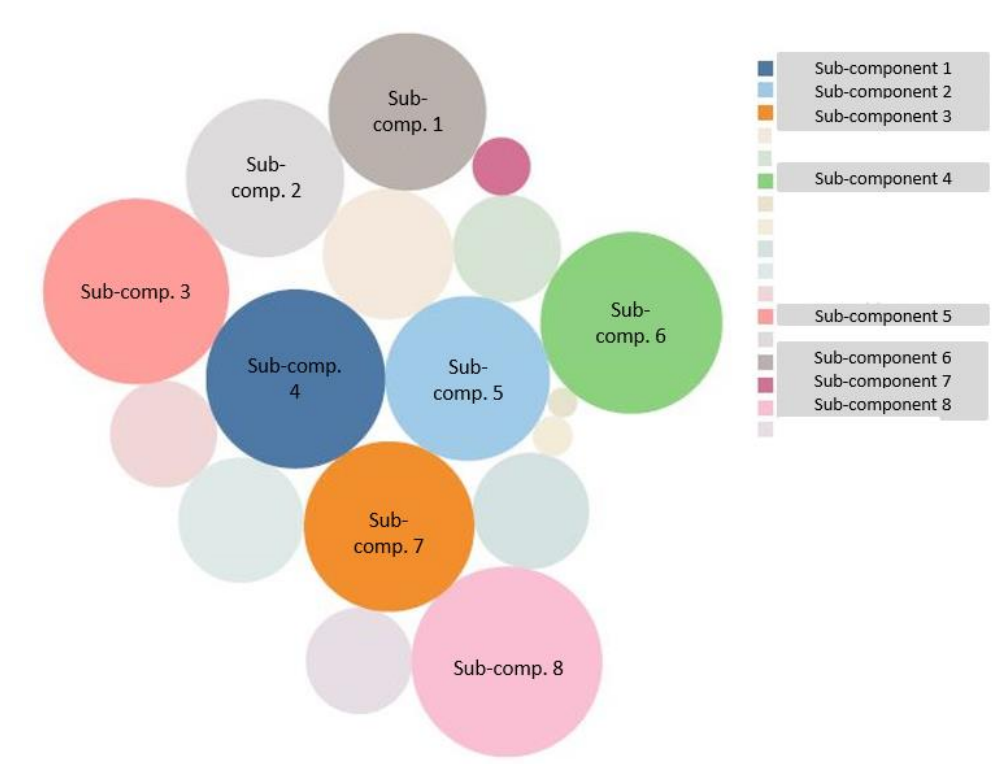 Sub-
comp. 1
Sub-
comp. 2
Sub-comp. 3
Sub-comp.
4
Sub-
comp. 5
Sub-
comp. 6
Sub-
comp. 7
Sub-comp. 8
Sub-component 1
Sub-component 2
Sub-component 3
Sub-component 4
Sub-component 5
Sub-component 6
Sub-component 7
Sub-component 8